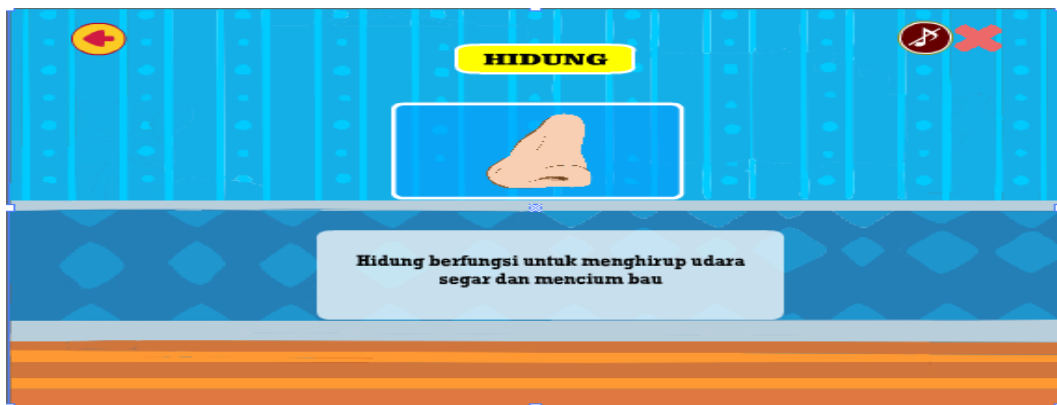 HIDUNG
Hidung berfungsi untuk menghirup udara
segar dan mencium bau